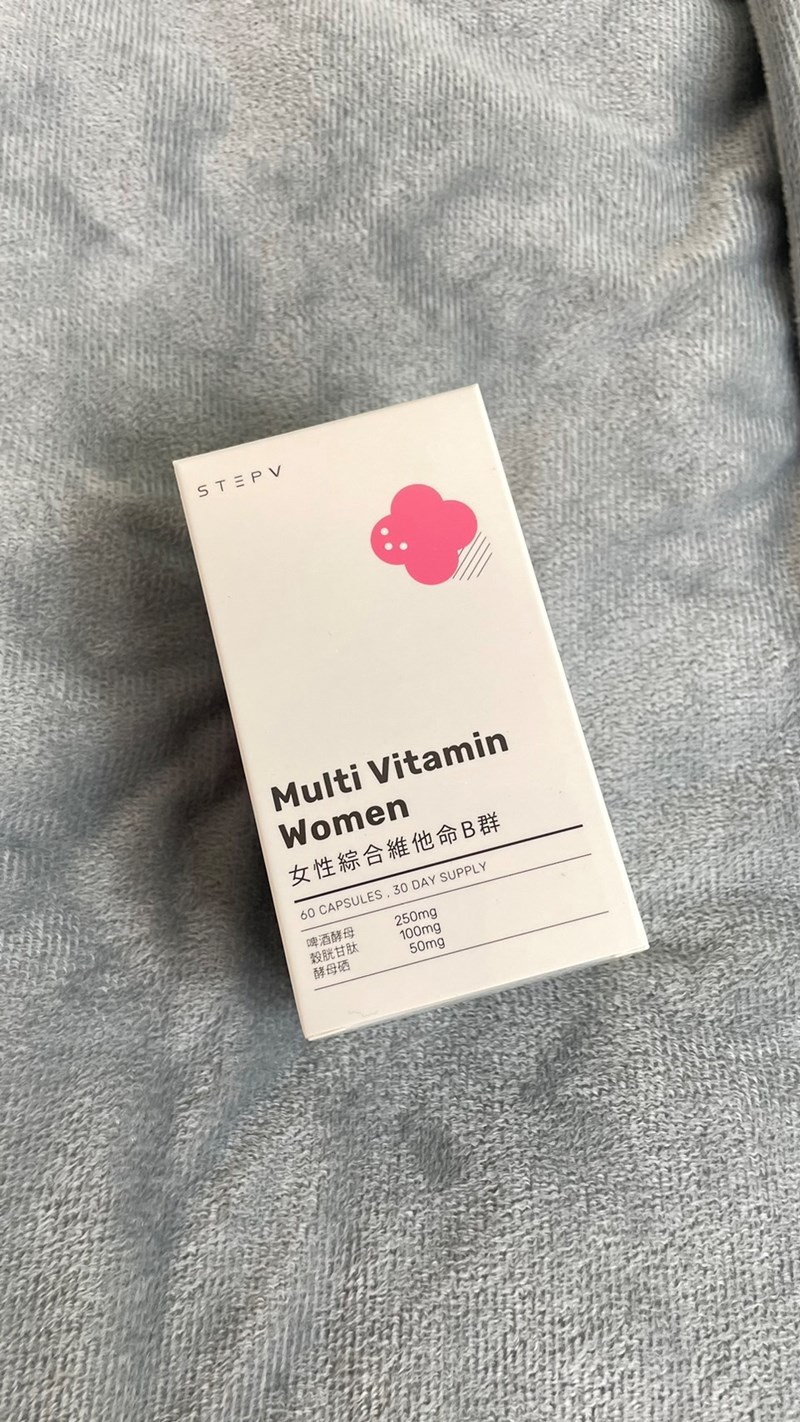 STEPV
Multi Vitamin
Women
女性綜合維他命B群
60 CAPSULES . 30 DAY SUPPLY
啤酒酵母 250mg
穀胱甘肽 100mg
酵母硒 50mg